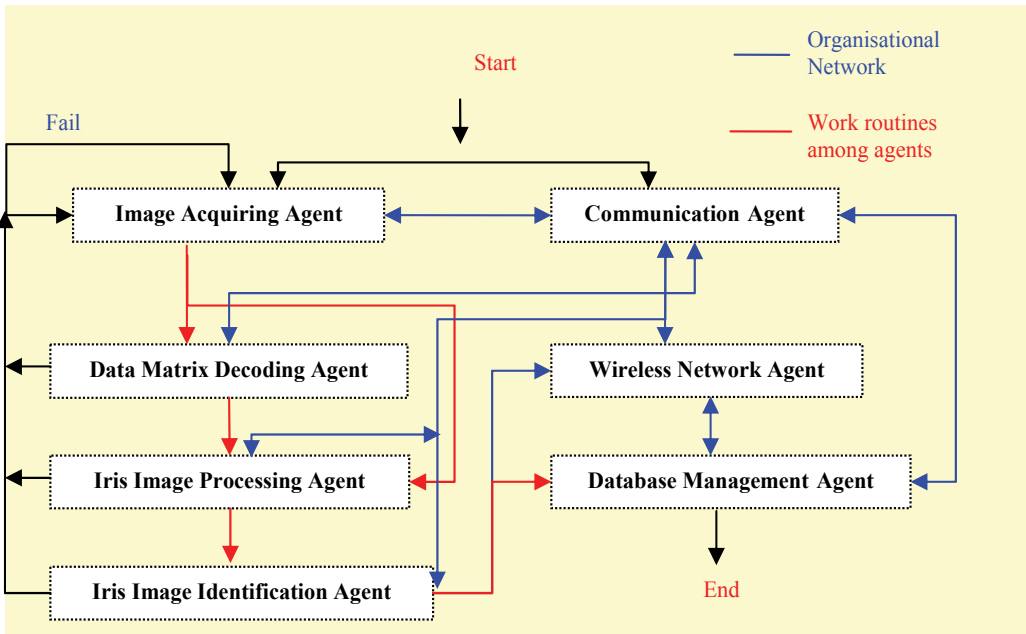 Organisational
Network
Start
Work routines
among agents
Fail
Image Acquiring Agent
Communication Agent
Data Matrix Decoding Agent
Wireless Network Agent
Iris Image Processing Agent
Database Management Agent
Iris Image Identification Agent
End